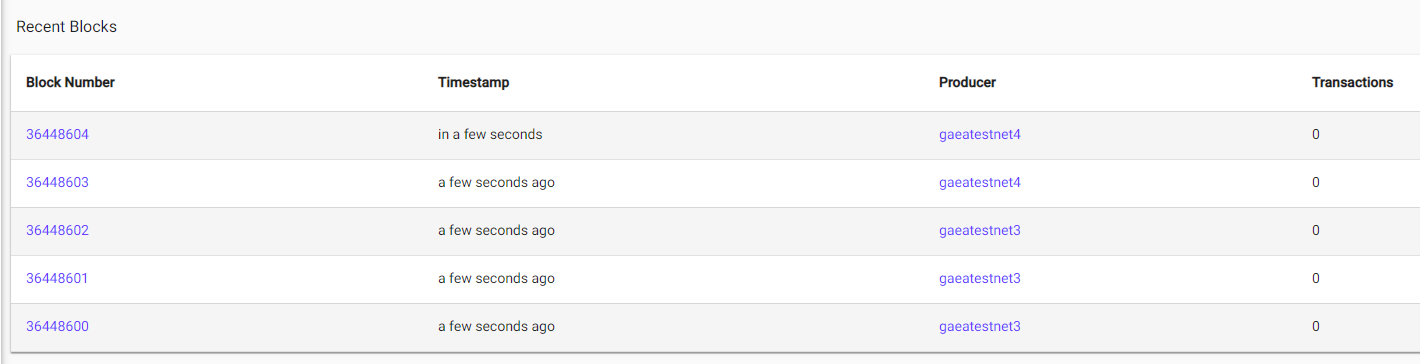 Recent Blocks
Block Number Timestamp Producer Transactions
36448604 in a few seconds gaeatestnet4 0
36448603 a few seconds ago gaeatestnet4 0
36448602 a few seconds ago gaeatestnet3 0
36448601 a few seconds ago gaeatestnet3 0
36448600 a few seconds ago gaeatestnet3 0